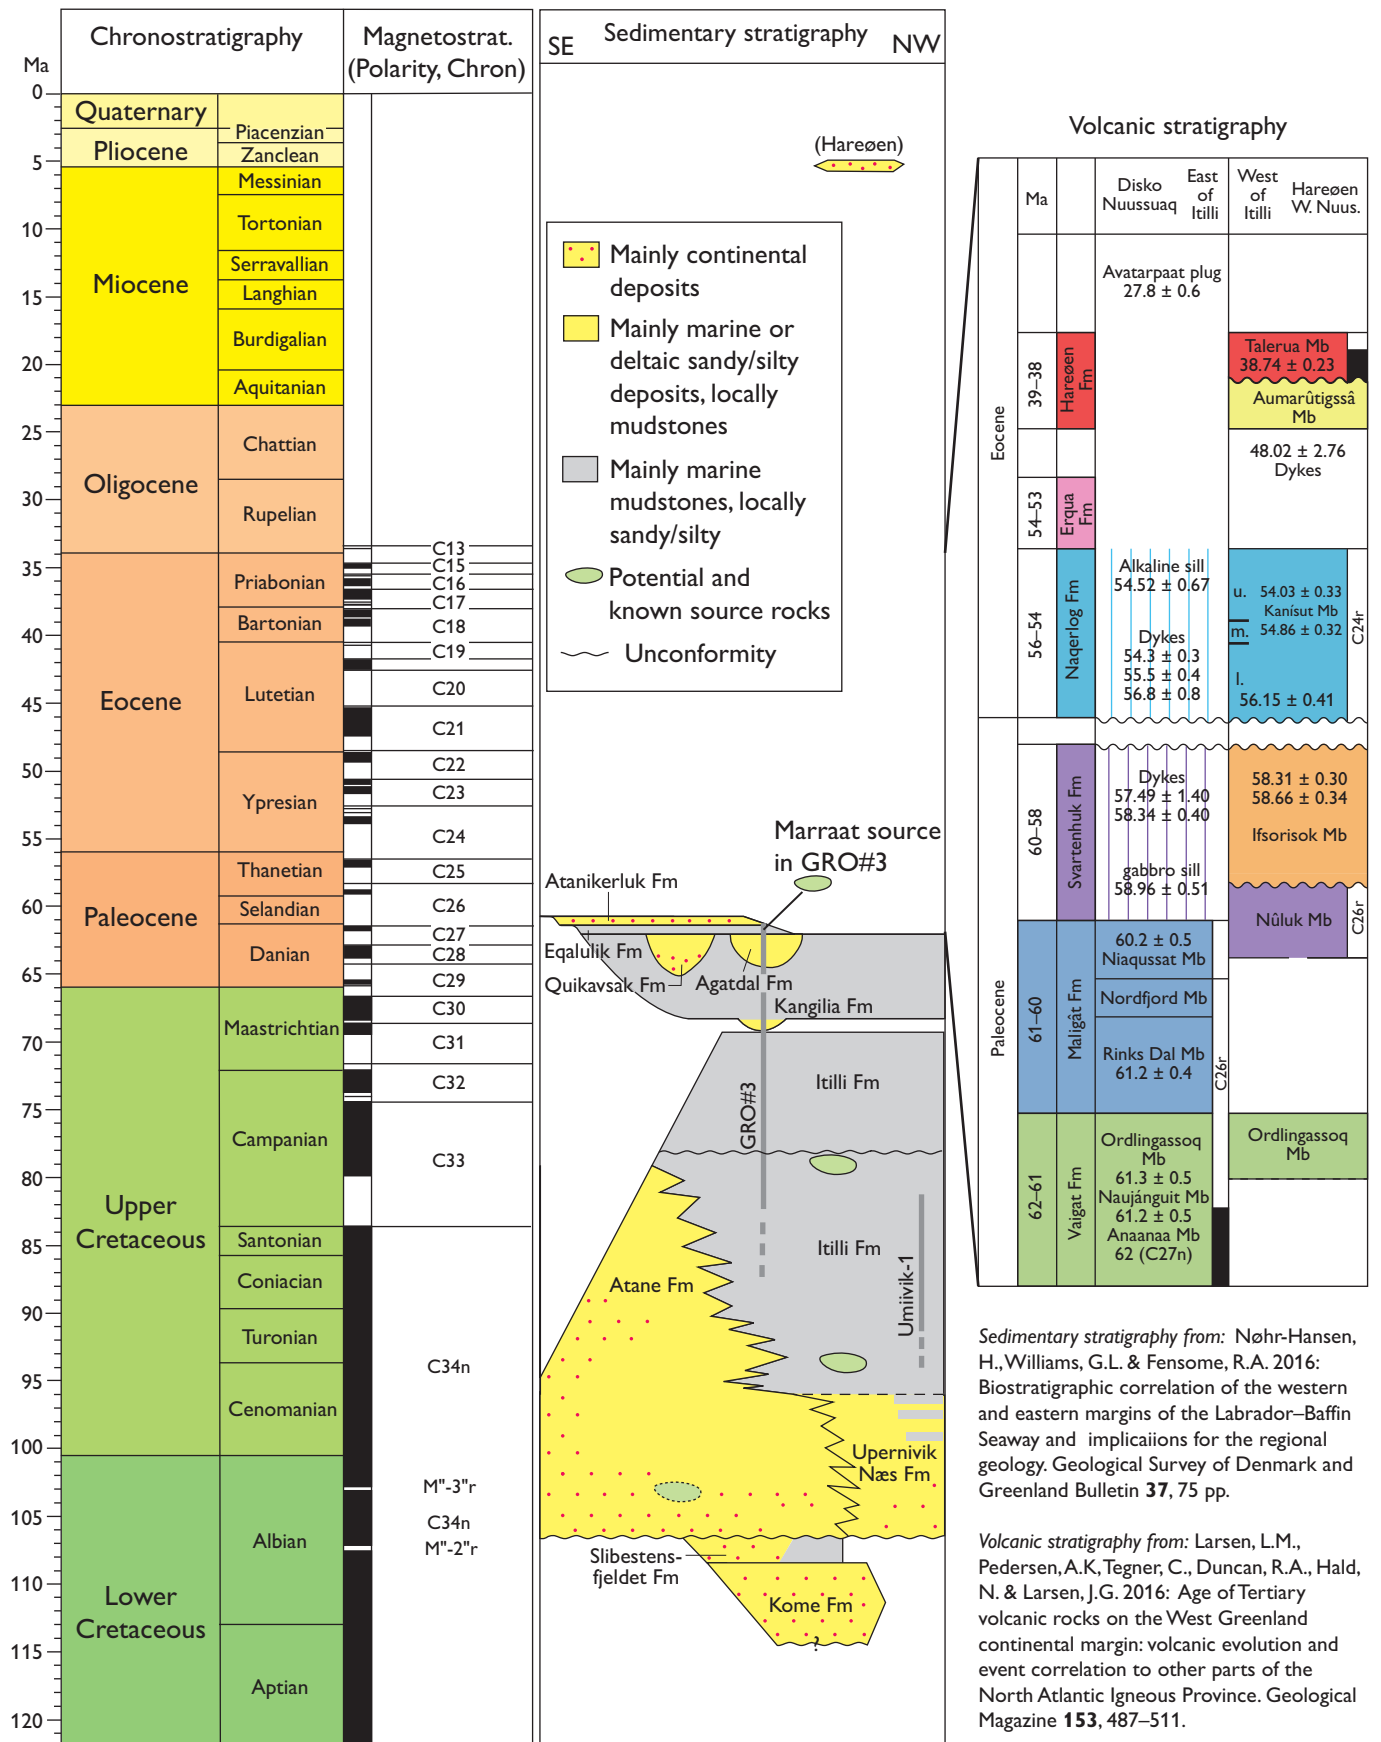 Chronostratigraphy
Magnetostrat.
(Polarity, Chron)
SE
Sedimentary stratigraphy
NW
Ma
0
5
10
15
20
25
30
35
40
45
50
55
60
65
70
75
80
85
90
95
100
105
110
115
120
Quaternary
Pliocene
Miocene
Oligocene
Eocene
Paleocene
Upper
Cretaceous
Lower
Cretaceous
Piacenzian
Zanclean
Messinian
Tortonian
Serravallian
Langhian
Burdigalian
Aquitanian
Chattian
Rupelian
Priabonian
Bartonian
Lutetian
Ypresian
Thanetian
Selandian
Danian
Maastrichtian
Campanian
Santonian
Coniacian
Turonian
Cenomanian
Albian
Aptian
C13
C15
C16
C17
C18
C19
C20
C21
C22
C23
C24
C25
C26
C27
C28
C29
C30
C31
C32
C33
C34n
M"-3"r
C34n
M"-2"r
(Hareøen)
Mainly continental
deposits
Mainly marine or
deltaic sandy/silty
deposits, locally
mudstones
Mainly marine
mudstones, locally
sandy/silty
Potential and
known source rocks
Unconformity
Marraat source
in GRO#3
Atanikerluk Fm
Eqalulik Fm
Quikavsak Fm
Agatdal Fm
Kangilia Fm
Itilli Fm
GRO#3
Itilli Fm
Umiivik-1
Atane Fm
Upernivik
Næs Fm
Slibestens-
fjeldet Fm
Kome Fm
?
Volcanic stratigraphy
Ma
Disko
Nuussuaq
East
of
Itilli
West
of
Itilli
Hareøen
W. Nuus.
Eocene
Paleocene
39–38
54–53
56–54
60–58
61–60
62–61
Hareøen
Fm
Erqua
Fm
Naqerlog Fm
Svartenhuk Fm
Maligât Fm
Vaigat Fm
Avatarpaat plug
27.8 ± 0.6
Talerua Mb
38.74 ± 0.23
Aumarûtigssâ
Mb
48.02 ± 2.76
Dykes
Alkaline sill
54.52 ± 0.67
Dykes
54.3 ± 0.3
55.5 ± 0.4
56.8 ± 0.8
u.
54.03 ± 0.33
Kanísut Mb
m.
54.86 ± 0.32
l.
56.15 ± 0.41
C24r
Dykes
57.49 ± 1.40
58.34 ± 0.40
gabbro sill
58.96 ± 0.51
58.31 ± 0.30
58.66 ± 0.34
Ifsorisok Mb
Nûluk Mb
C26r
60.2 ± 0.5
Niaqussat Mb
Nordfjord Mb
Rinks Dal Mb
61.2 ± 0.4
C26r
Ordlingassoq
Mb
61.3 ± 0.5
Naujánguit Mb
61.2 ± 0.5
Anaanaa Mb
62 (C27n)
Ordlingassoq
Mb
Sedimentary stratigraphy from: Nøhr-Hansen,
H., Williams, G.L. & Fensome, R.A. 2016:
Biostratigraphic correlation of the western
and eastern margins of the Labrador–Baffin
Seaway and implicaiions for the regional
geology. Geological Survey of Denmark and
Greenland Bulletin 37, 75 pp.
Volcanic stratigraphy from: Larsen, L.M.,
Pedersen, A.K, Tegner, C., Duncan, R.A., Hald,
N. & Larsen, J.G. 2016: Age of Tertiary
volcanic rocks on the West Greenland
continental margin: volcanic evolution and
event correlation to other parts of the
North Atlantic Igneous Province. Geological
Magazine 153, 487–511.